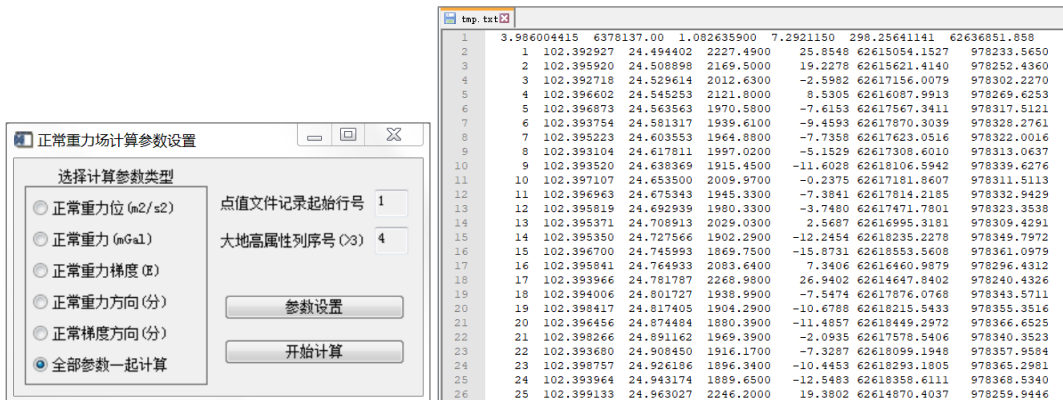 正常重力场计算参数设置
选择计算参数类型
正常重力位(m2/s2)
正常重力(mGal)
正常重力梯度(E)
正常重力方向(分)
正常梯度方向(分)
全部参数一起计算
点值文件记录起始行号 1
大地高属性列序号(>3) 4
参数设置
开始计算
tmp.txt
1 3.986004415 6378137.00 1.082635900 7.2921150 298.25641141 62636851.858
2 1 102.392927 24.494402 2227.4900 25.8548 62615054.1527 978233.5650
3 2 102.395920 24.508898 2169.5000 19.2278 62615621.4140 978252.4360
4 3 102.392718 24.529614 2012.6300 -2.5982 62617156.0079 978302.2270
5 4 102.396602 24.545253 2121.8000 8.5305 62616087.9913 978269.6253
6 5 102.396873 24.563563 1970.5800 -7.6153 62617567.3411 978317.5121
7 6 102.393754 24.581317 1939.6100 -9.4593 62617870.3039 978328.2761
8 7 102.395223 24.603553 1964.8800 -7.7358 62617623.0516 978322.0016
9 8 102.393104 24.617811 1997.0200 -5.1529 62617308.6010 978313.0637
10 9 102.393520 24.638369 1915.4500 -11.6028 62618106.5942 978339.6276
11 10 102.397107 24.653500 2009.9700 -0.2375 62617181.8607 978311.5113
12 11 102.396963 24.675343 1945.3300 -7.3841 62617814.2185 978332.9429
13 12 102.395819 24.692939 1980.3300 -3.7480 62617471.7801 978323.3538
14 13 102.395371 24.708913 2029.0300 2.5687 62616995.3181 978309.4291
15 14 102.395350 24.727566 1902.2900 -12.2454 62618235.2278 978349.7972
16 15 102.396700 24.745993 1869.7500 -15.8731 62618553.5608 978361.0979
17 16 102.395841 24.764933 2083.6400 7.3406 62616460.9879 978296.4312
18 17 102.393966 24.781787 2268.9800 26.9402 62614647.8402 978240.4326
19 18 102.394006 24.801727 1938.9900 -7.5474 62617876.0768 978343.5711
20 19 102.398417 24.817405 1904.2900 -10.6788 62618215.5433 978355.3516
21 20 102.396456 24.874484 1880.3900 -11.4857 62618449.2972 978366.6525
22 21 102.398266 24.891162 1969.3900 -2.0935 62617578.5406 978340.3523
23 22 102.393680 24.908450 1916.1700 -7.3287 62618099.1948 978357.9584
24 23 102.398757 24.926186 1896.3400 -10.4453 62618293.1805 978365.2981
25 24 102.393964 24.943174 1889.6500 -12.5483 62618358.6111 978368.5340
26 25 102.399133 24.963027 2246.2000 19.3802 62614870.4037 978259.9446